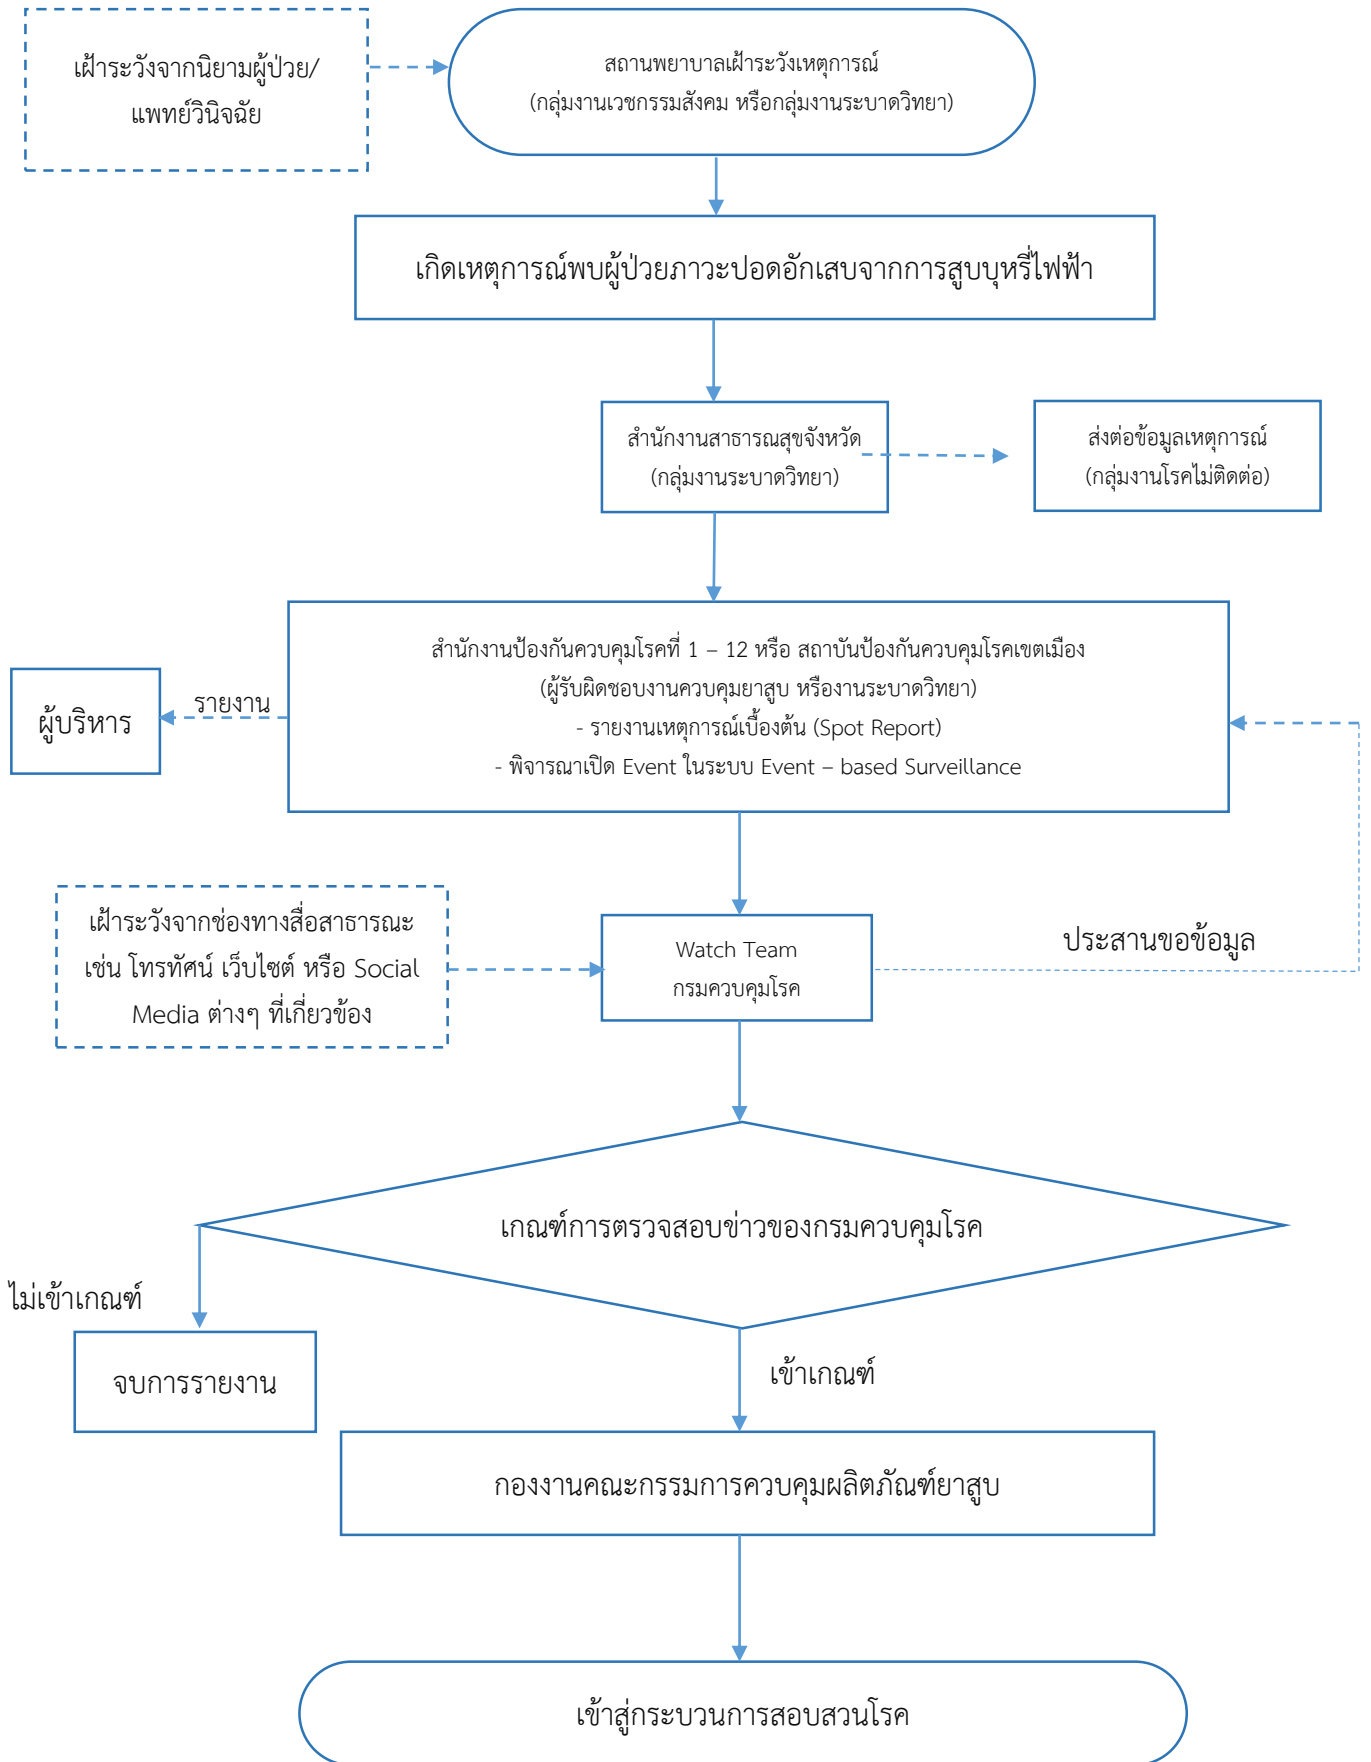 เฝ้าระวังจากนิยามผู้ป่วย/
แพทย์วินิจฉัย
สถานพยาบาลเฝ้าระวังเหตุการณ์
(กลุ่มงานเวชกรรมสังคม หรือกลุ่มงานระบาดวิทยา)
เกิดเหตุการณ์พบผู้ป่วยภาวะปอดอักเสบจากการสูบบุหรี่ไฟฟ้า
สำนักงานสาธารณสุขจังหวัด
(กลุ่มงานระบาดวิทยา)
ส่งต่อข้อมูลเหตุการณ์
(กลุ่มงานโรคไม่ติดต่อ)
สำนักงานป้องกันควบคุมโรคที่ 1 – 12 หรือ สถาบันป้องกันควบคุมโรคเขตเมือง
(ผู้รับผิดชอบงานควบคุมยาสูบ หรืองานระบาดวิทยา)
- รายงานเหตุการณ์เบื้องต้น (Spot Report)
- พิจารณาเปิด Event ในระบบ Event – based Surveillance
รายงาน
ผู้บริหาร
เฝ้าระวังจากช่องทางสื่อสาธารณะ
เช่น โทรทัศน์ เว็บไซต์ หรือ Social
Media ต่างๆ ที่เกี่ยวข้อง
Watch Team
กรมควบคุมโรค
ประสานขอข้อมูล
เกณฑ์การตรวจสอบข่าวของกรมควบคุมโรค
ไม่เข้าเกณฑ์
จบการรายงาน
เข้าเกณฑ์
กองงานคณะกรรมการควบคุมผลิตภัณฑ์ยาสูบ
เข้าสู่กระบวนการสอบสวนโรค